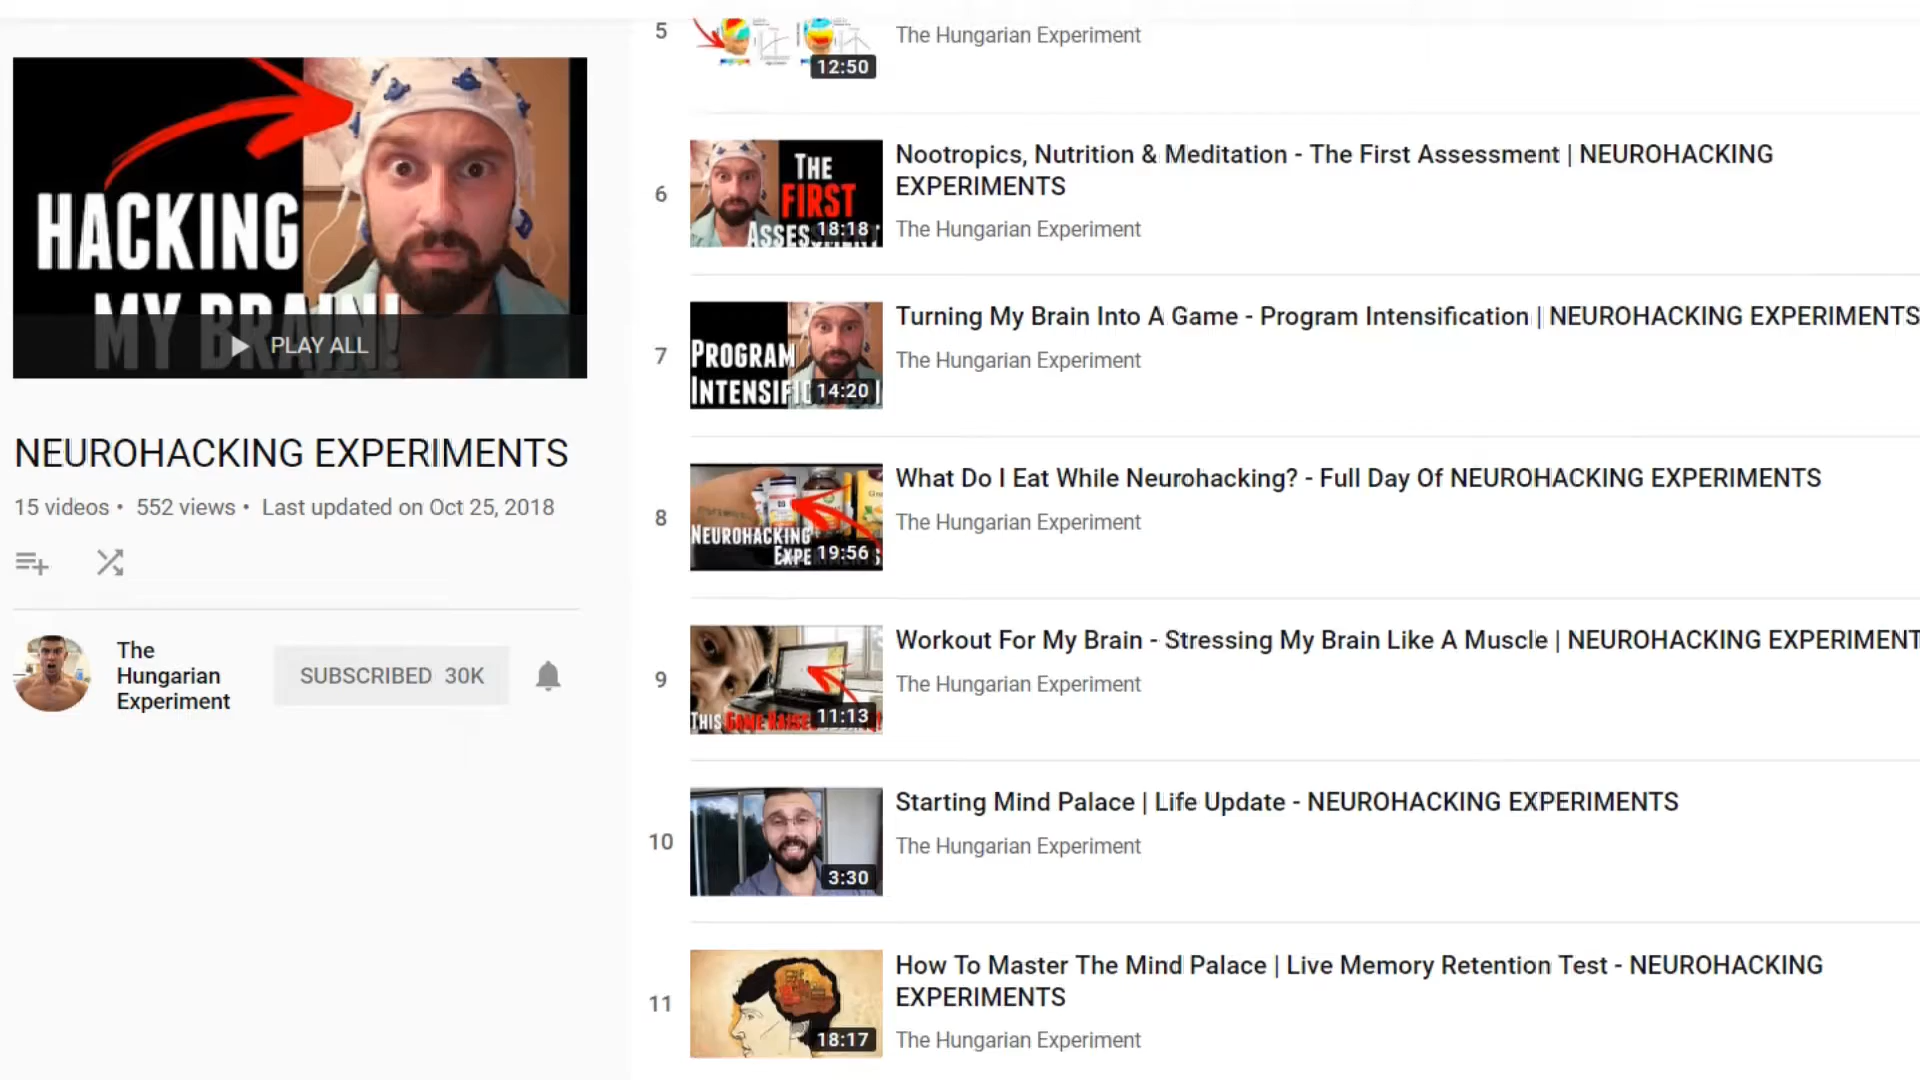 HACKING
MY BRAIN!
PLAY ALL
NEUROHACKING EXPERIMENTS
15 videos • 552 views • Last updated on Oct 25, 2018
The
Hungarian
Experiment
SUBSCRIBED 30K
5
12:50
The Hungarian Experiment
6
THE
FIRST
18:18
Nootropics, Nutrition & Meditation - The First Assessment | NEUROHACKING
EXPERIMENTS
The Hungarian Experiment
7
PROGRAM
14:20
Turning My Brain Into A Game - Program Intensification | NEUROHACKING EXPERIMENTS
The Hungarian Experiment
8
NEUROHACKING
19:56
What Do I Eat While Neurohacking? - Full Day Of NEUROHACKING EXPERIMENTS
The Hungarian Experiment
9
THIS GAME RAISE
11:13
Workout For My Brain - Stressing My Brain Like A Muscle | NEUROHACKING EXPERIMENT
The Hungarian Experiment
10
3:30
Starting Mind Palace | Life Update - NEUROHACKING EXPERIMENTS
The Hungarian Experiment
11
18:17
How To Master The Mind Palace | Live Memory Retention Test - NEUROHACKING
EXPERIMENTS
The Hungarian Experiment